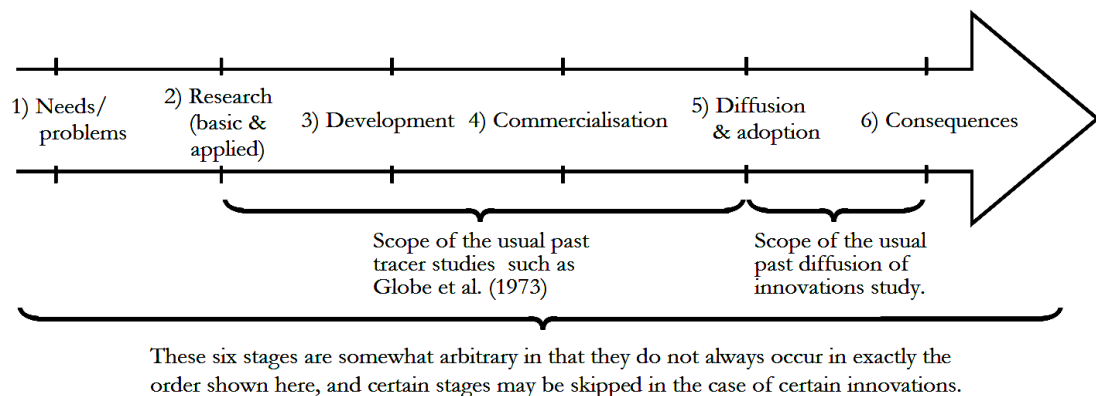 1) Needs/
problems
2) Research
(basic &
applied)
3) Development
4) Commercialisation
5) Diffusion
& adoption
6) Consequences
Scope of the usual past
tracer studies such as
Globe et al. (1973)
Scope of the usual
past diffusion of
innovations study.
These six stages are somewhat arbitrary in that they do not always occur in exactly the
order shown here, and certain stages may be skipped in the case of certain innovations.